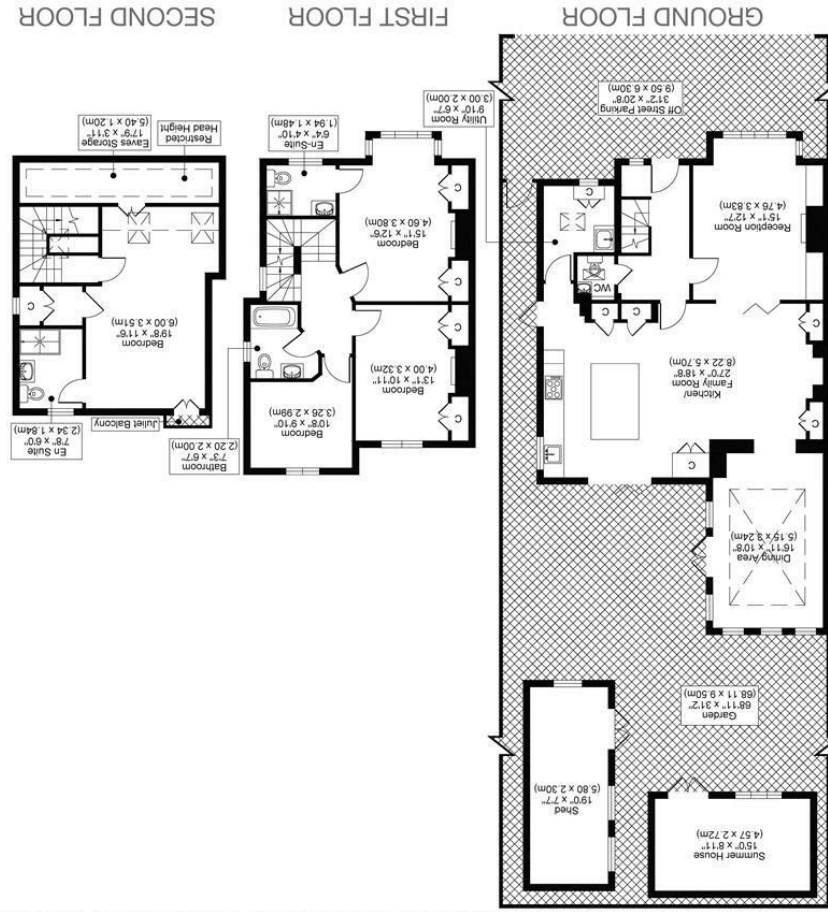 Summer House
15'0" x 8'11"
(4.57 x 2.72m)
Shed
19'0" x 7'7"
(5.80 x 2.30m)
Garden
68'11" x 31'2"
(68.11 x 9.50m)
Dining Area
16'11" x 10'8"
(5.15 x 3.24m)
C
Kitchen/
Family Room
27'0" x 18'8"
(8.22 x 5.70m)
C
C
C
C
WC
Reception Room
15'1" x 12'7"
(4.76 x 3.83m)
C
Utility Room
9'10" x 6'7"
(3.00 x 2.00m)
Off Street Parking
31'2" x 20'8"
(9.50 x 6.30m)
GROUND FLOOR
Bathroom
7'3" x 6'7"
(2.20 x 2.00m)
Bedroom
10'8" x 9'10"
(3.26 x 2.99m)
Bedroom
13'1" x 10'11"
(4.00 x 3.32m)
C
C
Bedroom
15'1" x 12'6"
(4.60 x 3.80m)
C
C
En-Suite
6'4" x 4'10"
(1.94 x 1.48m)
FIRST FLOOR
En Suite
7'8" x 6'0"
(2.34 x 1.84m)
Juliet Balcony
Bedroom
19'8" x 11'6"
(6.00 x 3.51m)
C
Restricted
Head Height
Eaves Storage
17'9" x 3'11"
(5.40 x 1.20m)
SECOND FLOOR